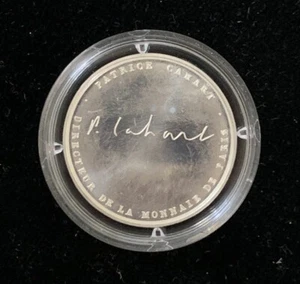 PATRICE CAHART
P. Cahart
DIRECTEUR DE LA MONNAIE DE PARIS